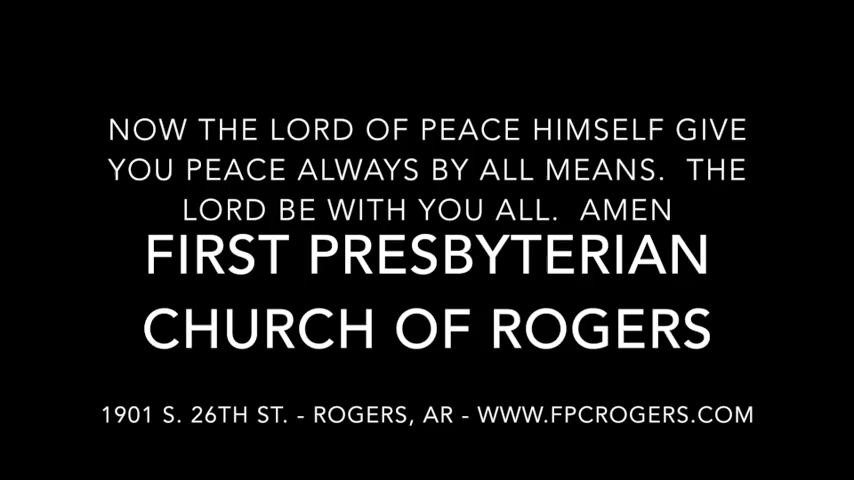 NOW THE LORD OF PEACE HIMSELF GIVE
YOU PEACE ALWAYS BY ALL MEANS.  THE
LORD BE WITH YOU ALL.  AMEN
FIRST PRESBYTERIAN
CHURCH OF ROGERS
1901 S. 26TH ST. - ROGERS, AR - WWW.FPCROGERS.COM